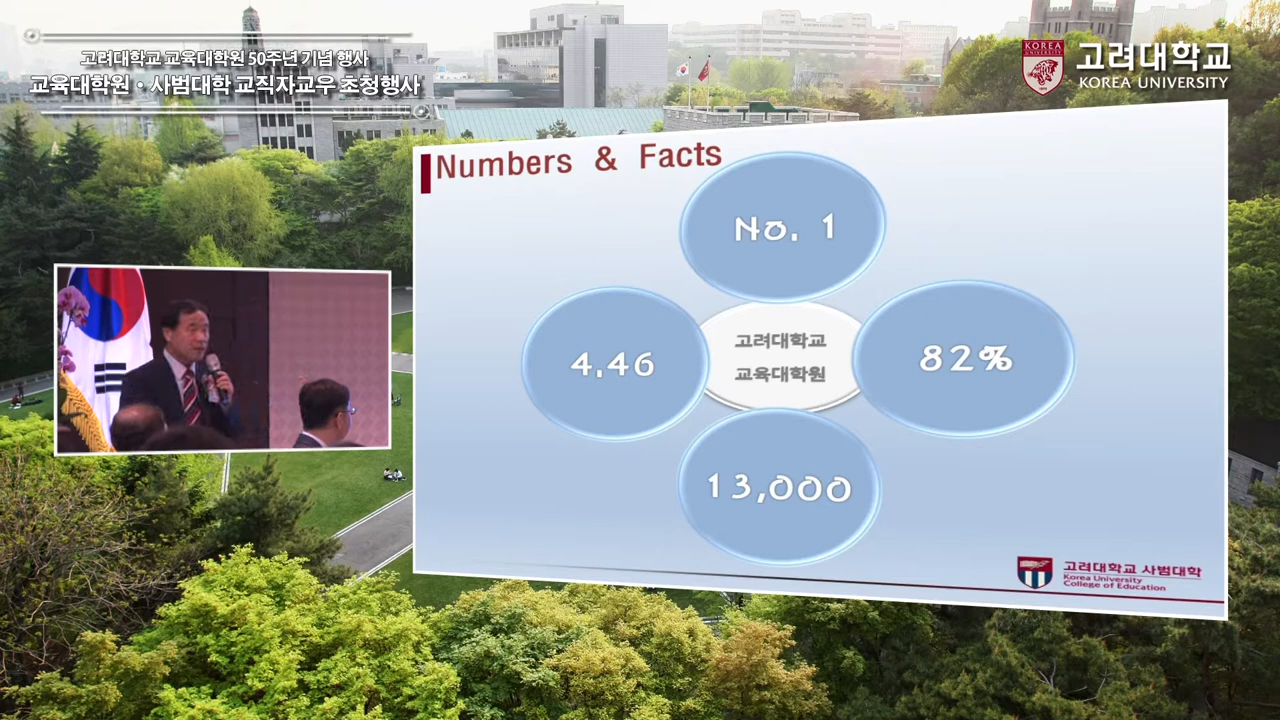 고려대학교 교육대학원 50주년 기념 행사
교육대학원 • 사범대학 교직자교우 초청행사
KOREA
고려대학교
KOREA UNIVERSITY
Numbers & Facts
No. 1
4.46
고려대학교
교육대학원
82%
13,000
고려대학교 사범대학
Korea University
College of Education